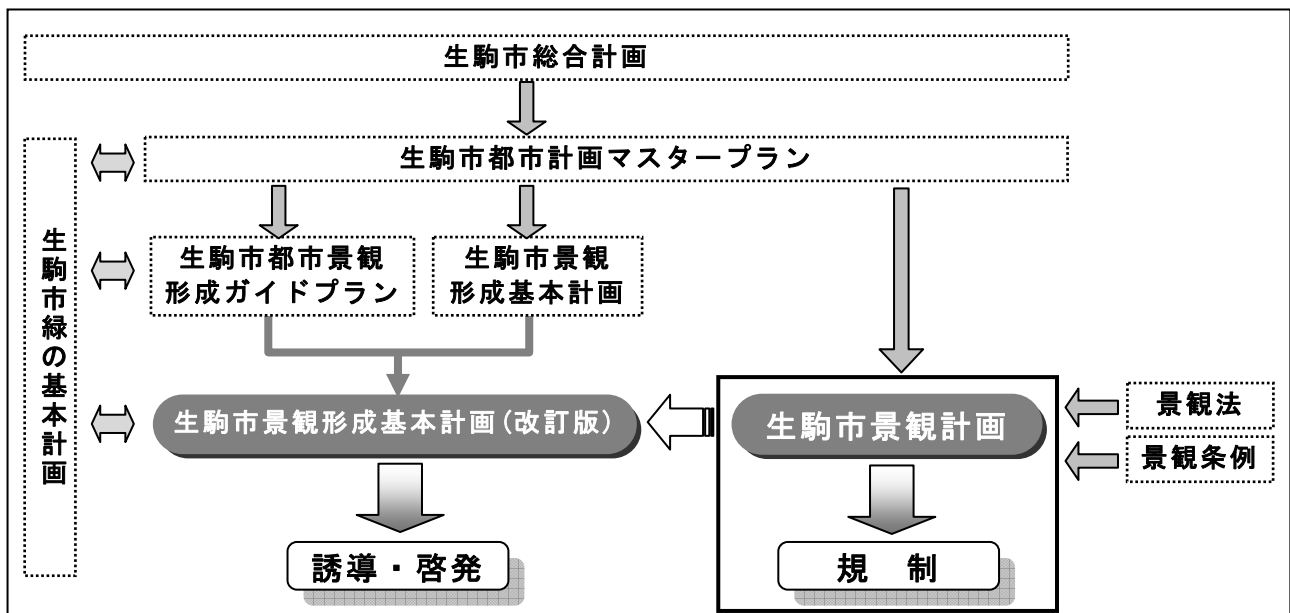 生駒市総合計画
生駒市都市計画マスタープラン
生駒市緑の基本計画
生駒市都市景観
形成ガイドプラン
生駒市景観
形成基本計画
生駒市景観形成基本計画(改訂版)
生駒市景観計画
景観法
景観条例
誘導・啓発
規　制